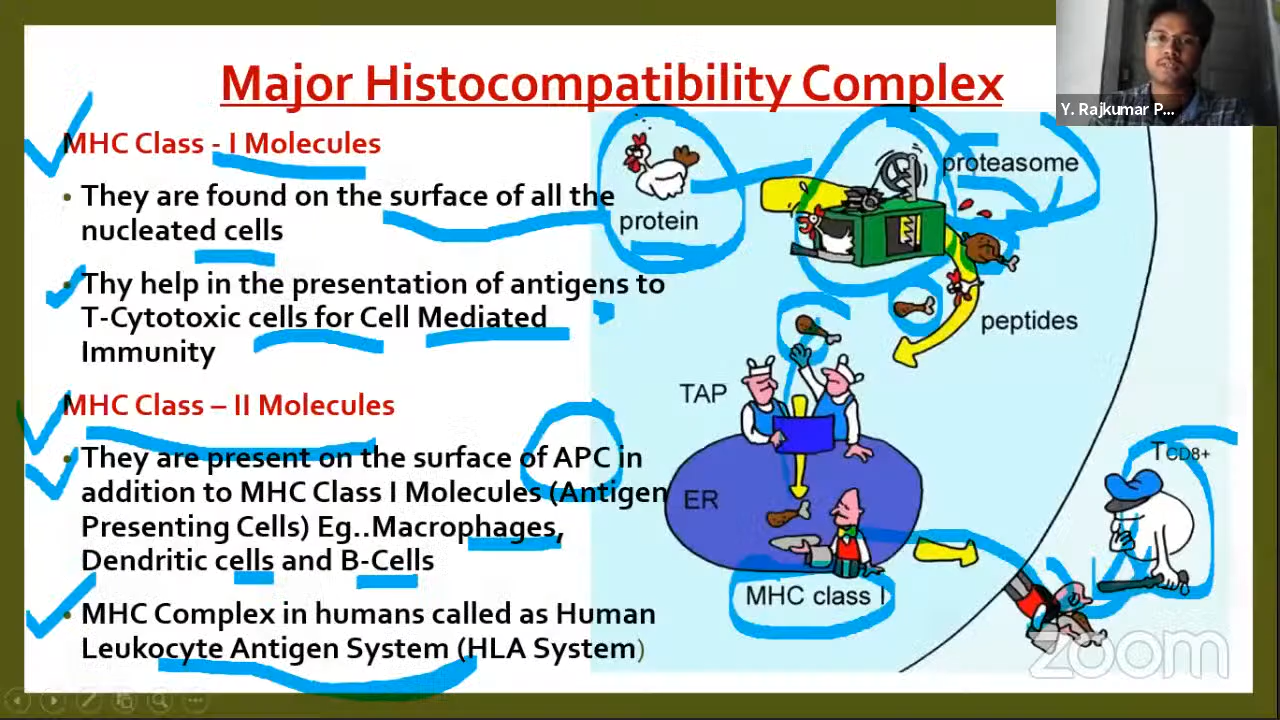 Major Histocompatibility Complex
Y. Rajkumar P...
MHC Class - I Molecules
• They are found on the surface of all the
nucleated cells
• Thy help in the presentation of antigens to
T-Cytotoxic cells for Cell Mediated
Immunity
MHC Class – II Molecules
• They are present on the surface of APC in
addition to MHC Class I Molecules (Antigen
Presenting Cells) Eg..Macrophages,
Dendritic cells and B-Cells
• MHC Complex in humans called as Human
Leukocyte Antigen System (HLA System)
protein
proteasome
peptides
TAP
ER
MHC class I
TCD8+
zoom